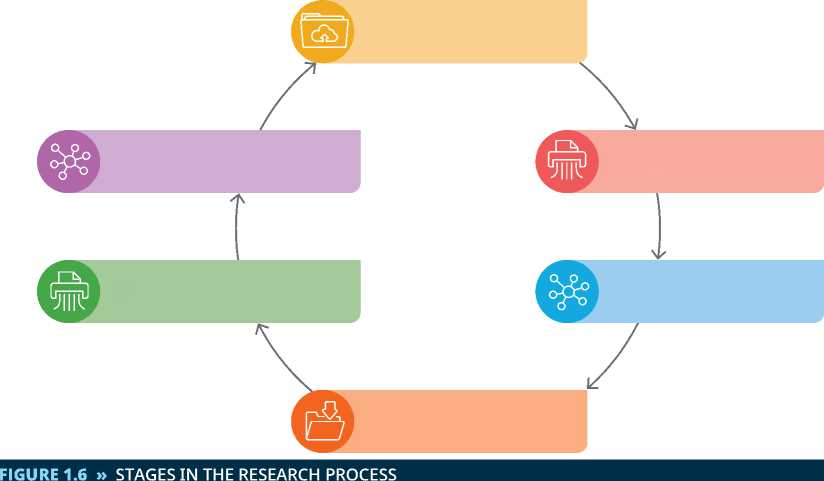 FIGURE 1.6 » STAGES IN THE RESEARCH PROCESS